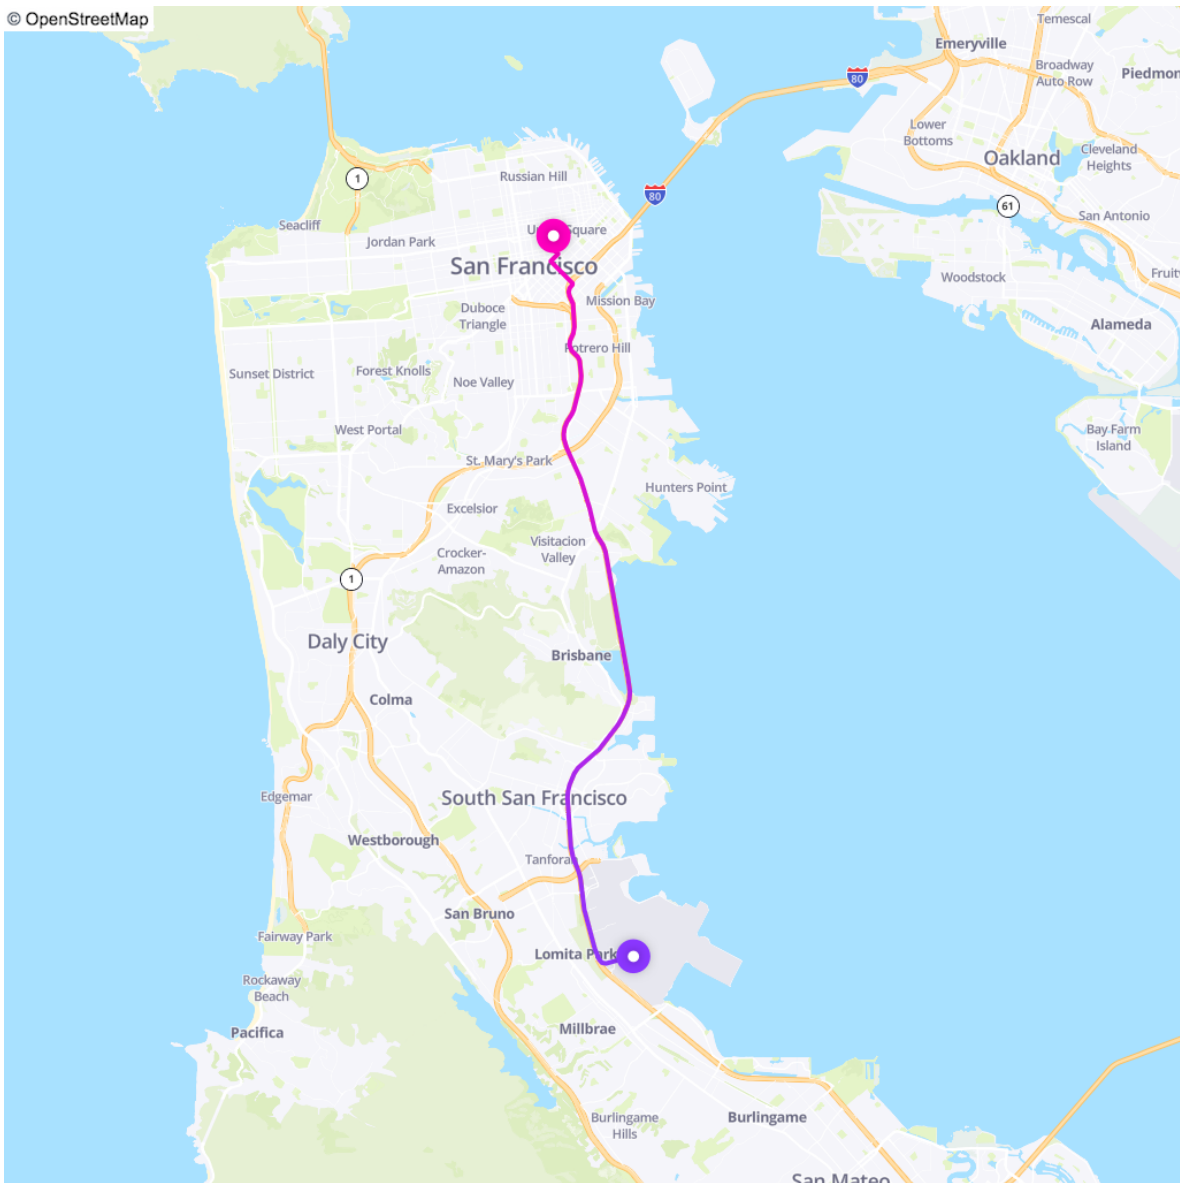 © OpenStreetMap
Temescal
Emeryville
80
Broadway
Auto Row
Piedmon
Lower
Bottoms
Oakland
Cleveland
Heights
1
Russian Hill
80
61
San Antonio
Seacliff
Jordan Park
Square
San Francisco
Woodstock
Fruitv
Duboce
Triangle
Mission Bay
Alameda
Potrero Hill
Sunset District
Forest Knolls
Noe Valley
West Portal
Bay Farm
Island
St. Mary's Park
Hunters Point
Excelsior
Visitacion
Valley
Crocker-
Amazon
1
Daly City
Brisbane
Colma
Edgemar
South San Francisco
Westborough
Tanforan
San Bruno
Fairway Park
Lomita Park
Rockaway
Beach
Pacifica
Millbrae
Burlingame
Hills
Burlingame
San Mateo